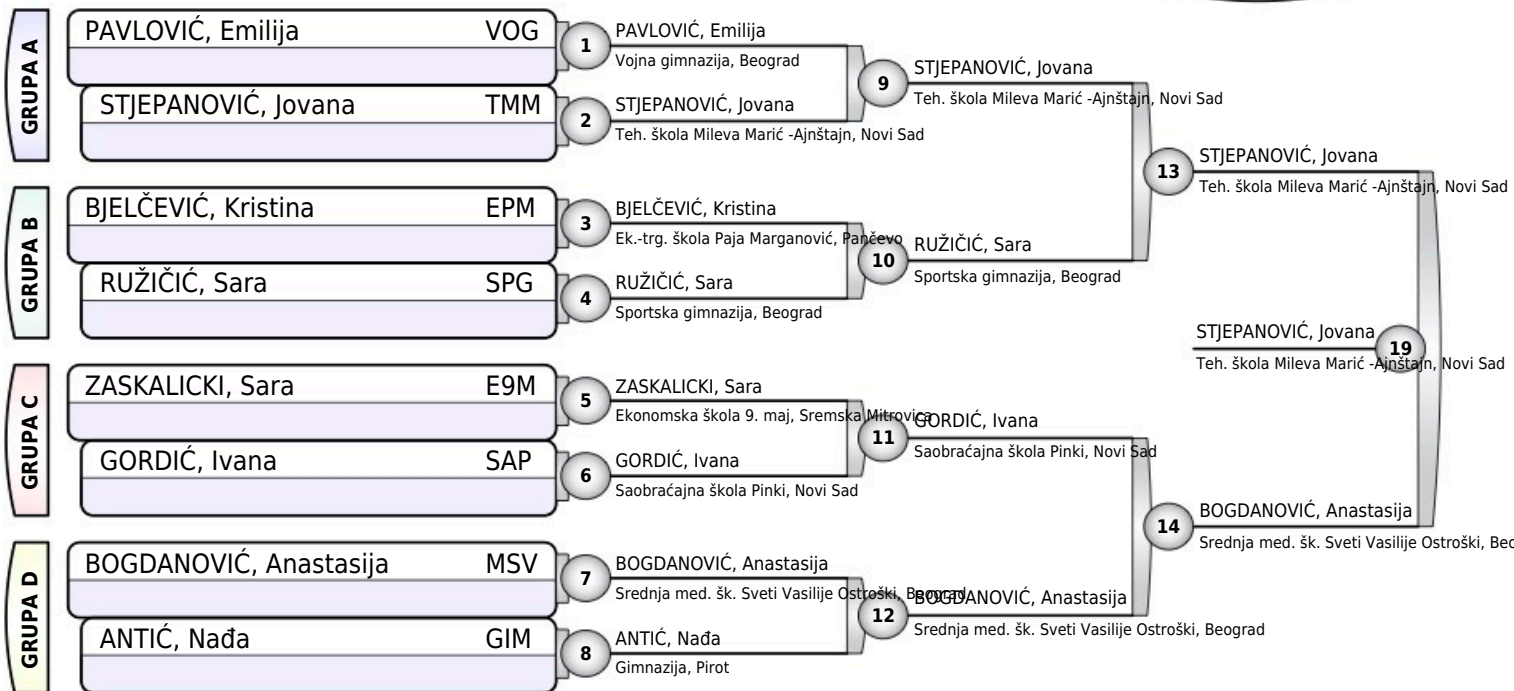 GRUPA A
PAVLOVIĆ, Emilija VOG
STJEPANOVIĆ, Jovana TMM
GRUPA B
BJELČEVIĆ, Kristina EPM
RUŽIČIĆ, Sara SPG
GRUPA C
ZASKALICKI, Sara E9M
GORDIĆ, Ivana SAP
GRUPA D
BOGDANOVIĆ, Anastasija MSV
ANTIĆ, Nađa GIM
1
PAVLOVIĆ, Emilija
Vojna gimnazija, Beograd
2
STJEPANOVIĆ, Jovana
Teh. škola Mileva Marić -Ajnštajn, Novi Sad
3
BJELČEVIĆ, Kristina
Ek.-trg. škola Paja Marganović, Pančevo
4
RUŽIČIĆ, Sara
Sportska gimnazija, Beograd
5
ZASKALICKI, Sara
Ekonomska škola 9. maj, Sremska Mitrovica
6
GORDIĆ, Ivana
Saobraćajna škola Pinki, Novi Sad
7
BOGDANOVIĆ, Anastasija
Srednja med. šk. Sveti Vasilije Ostroški, Beograd
8
ANTIĆ, Nađa
Gimnazija, Pirot
9
STJEPANOVIĆ, Jovana
Teh. škola Mileva Marić -Ajnštajn, Novi Sad
10
RUŽIČIĆ, Sara
Sportska gimnazija, Beograd
11
GORDIĆ, Ivana
Saobraćajna škola Pinki, Novi Sad
12
BOGDANOVIĆ, Anastasija
Srednja med. šk. Sveti Vasilije Ostroški, Beograd
13
STJEPANOVIĆ, Jovana
Teh. škola Mileva Marić -Ajnštajn, Novi Sad
14
BOGDANOVIĆ, Anastasija
Srednja med. šk. Sveti Vasilije Ostroški,
19
STJEPANOVIĆ, Jovana
Teh. škola Mileva Marić -Ajnštajn, Novi Sad